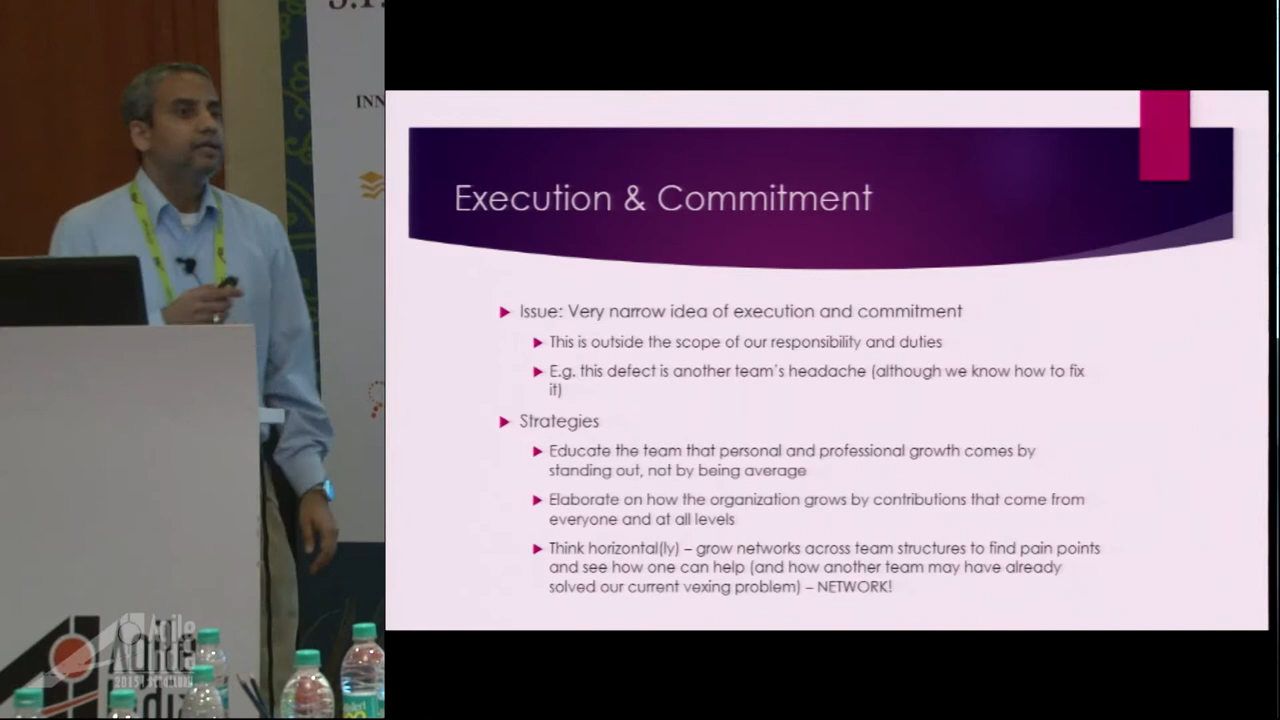 INN
Execution & Commitment
Issue: Very narrow idea of execution and commitment
This is outside the scope of our responsibility and duties
E.g. this defect is another team's headache (although we know how to fix
it)
Strategies
Educate the team that personal and professional growth comes by
standing out, not by being average
Elaborate on how the organization grows by contributions that come from
everyone and at all levels
Think horizontal(ly) – grow networks across team structures to find pain points
and see how one can help (and how another team may have already
solved our current vexing problem) – NETWORK!
Agile
2015